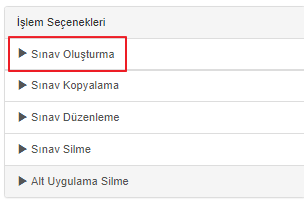 İşlem Seçenekleri
▶ Sınav Oluşturma
▶ Sınav Kopyalama
▶ Sınav Düzenleme
▶ Sınav Silme
▶ Alt Uygulama Silme